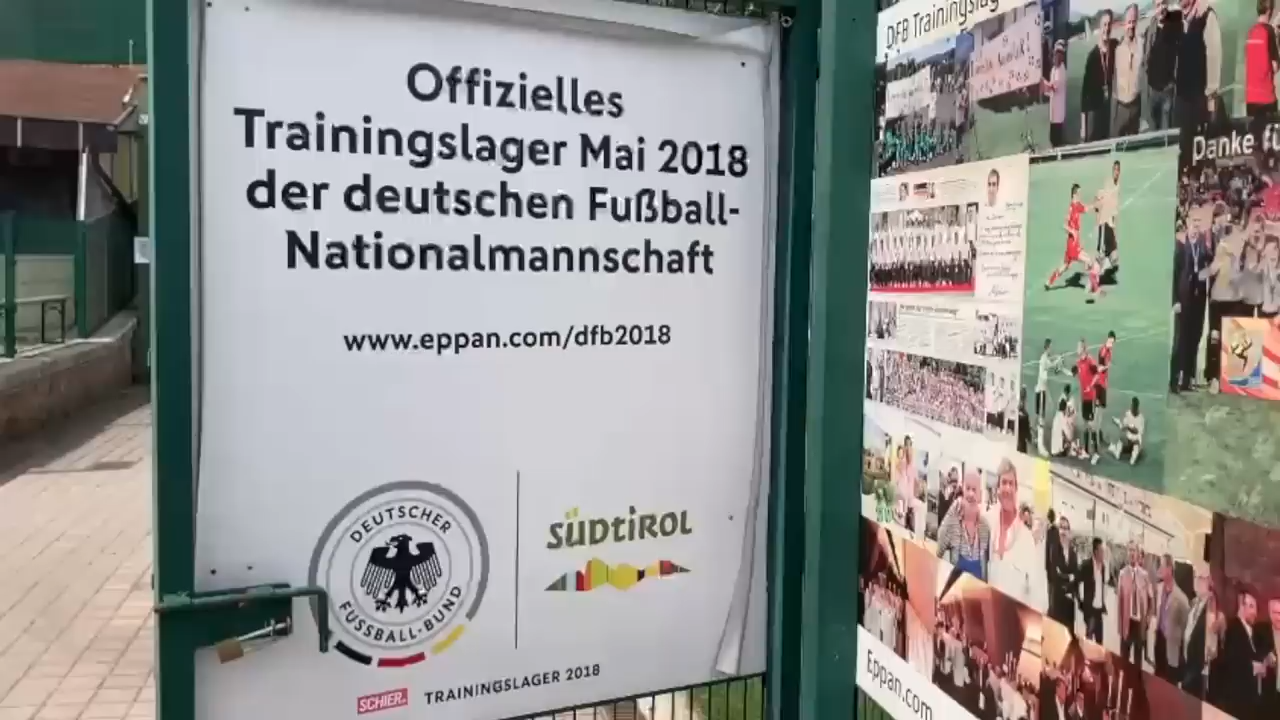 Offizielles
Trainingslager Mai 2018
der deutschen Fußball-
Nationalmannschaft
www.eppan.com/dfb2018
DEUTSCHER
FUSSBALL-BUND
SÜDTIROL
SCHIER.
TRAININGSLAGER 2018
DFB Trainingslag
Danke fü
Eppan.com